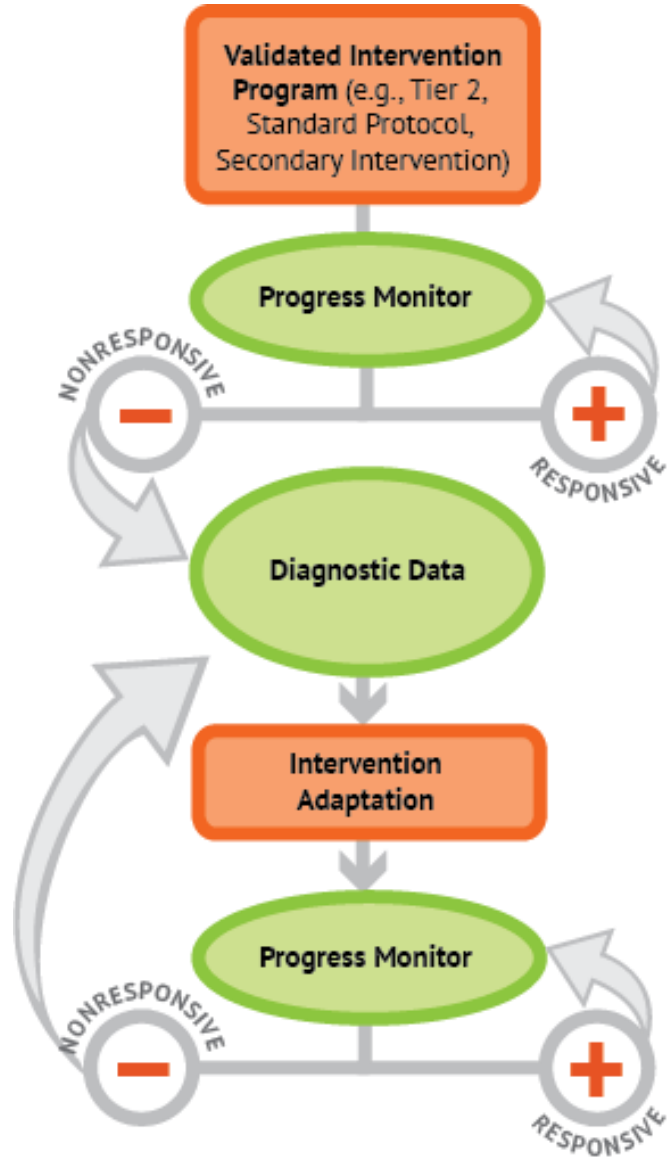 Validated Intervention
Program (e.g., Tier 2,
Standard Protocol,
Secondary Intervention)
Progress Monitor
NONRESPONSIVE
−
+
RESPONSIVE
Diagnostic Data
Intervention
Adaptation
Progress Monitor
NONRESPONSIVE
−
+
RESPONSIVE